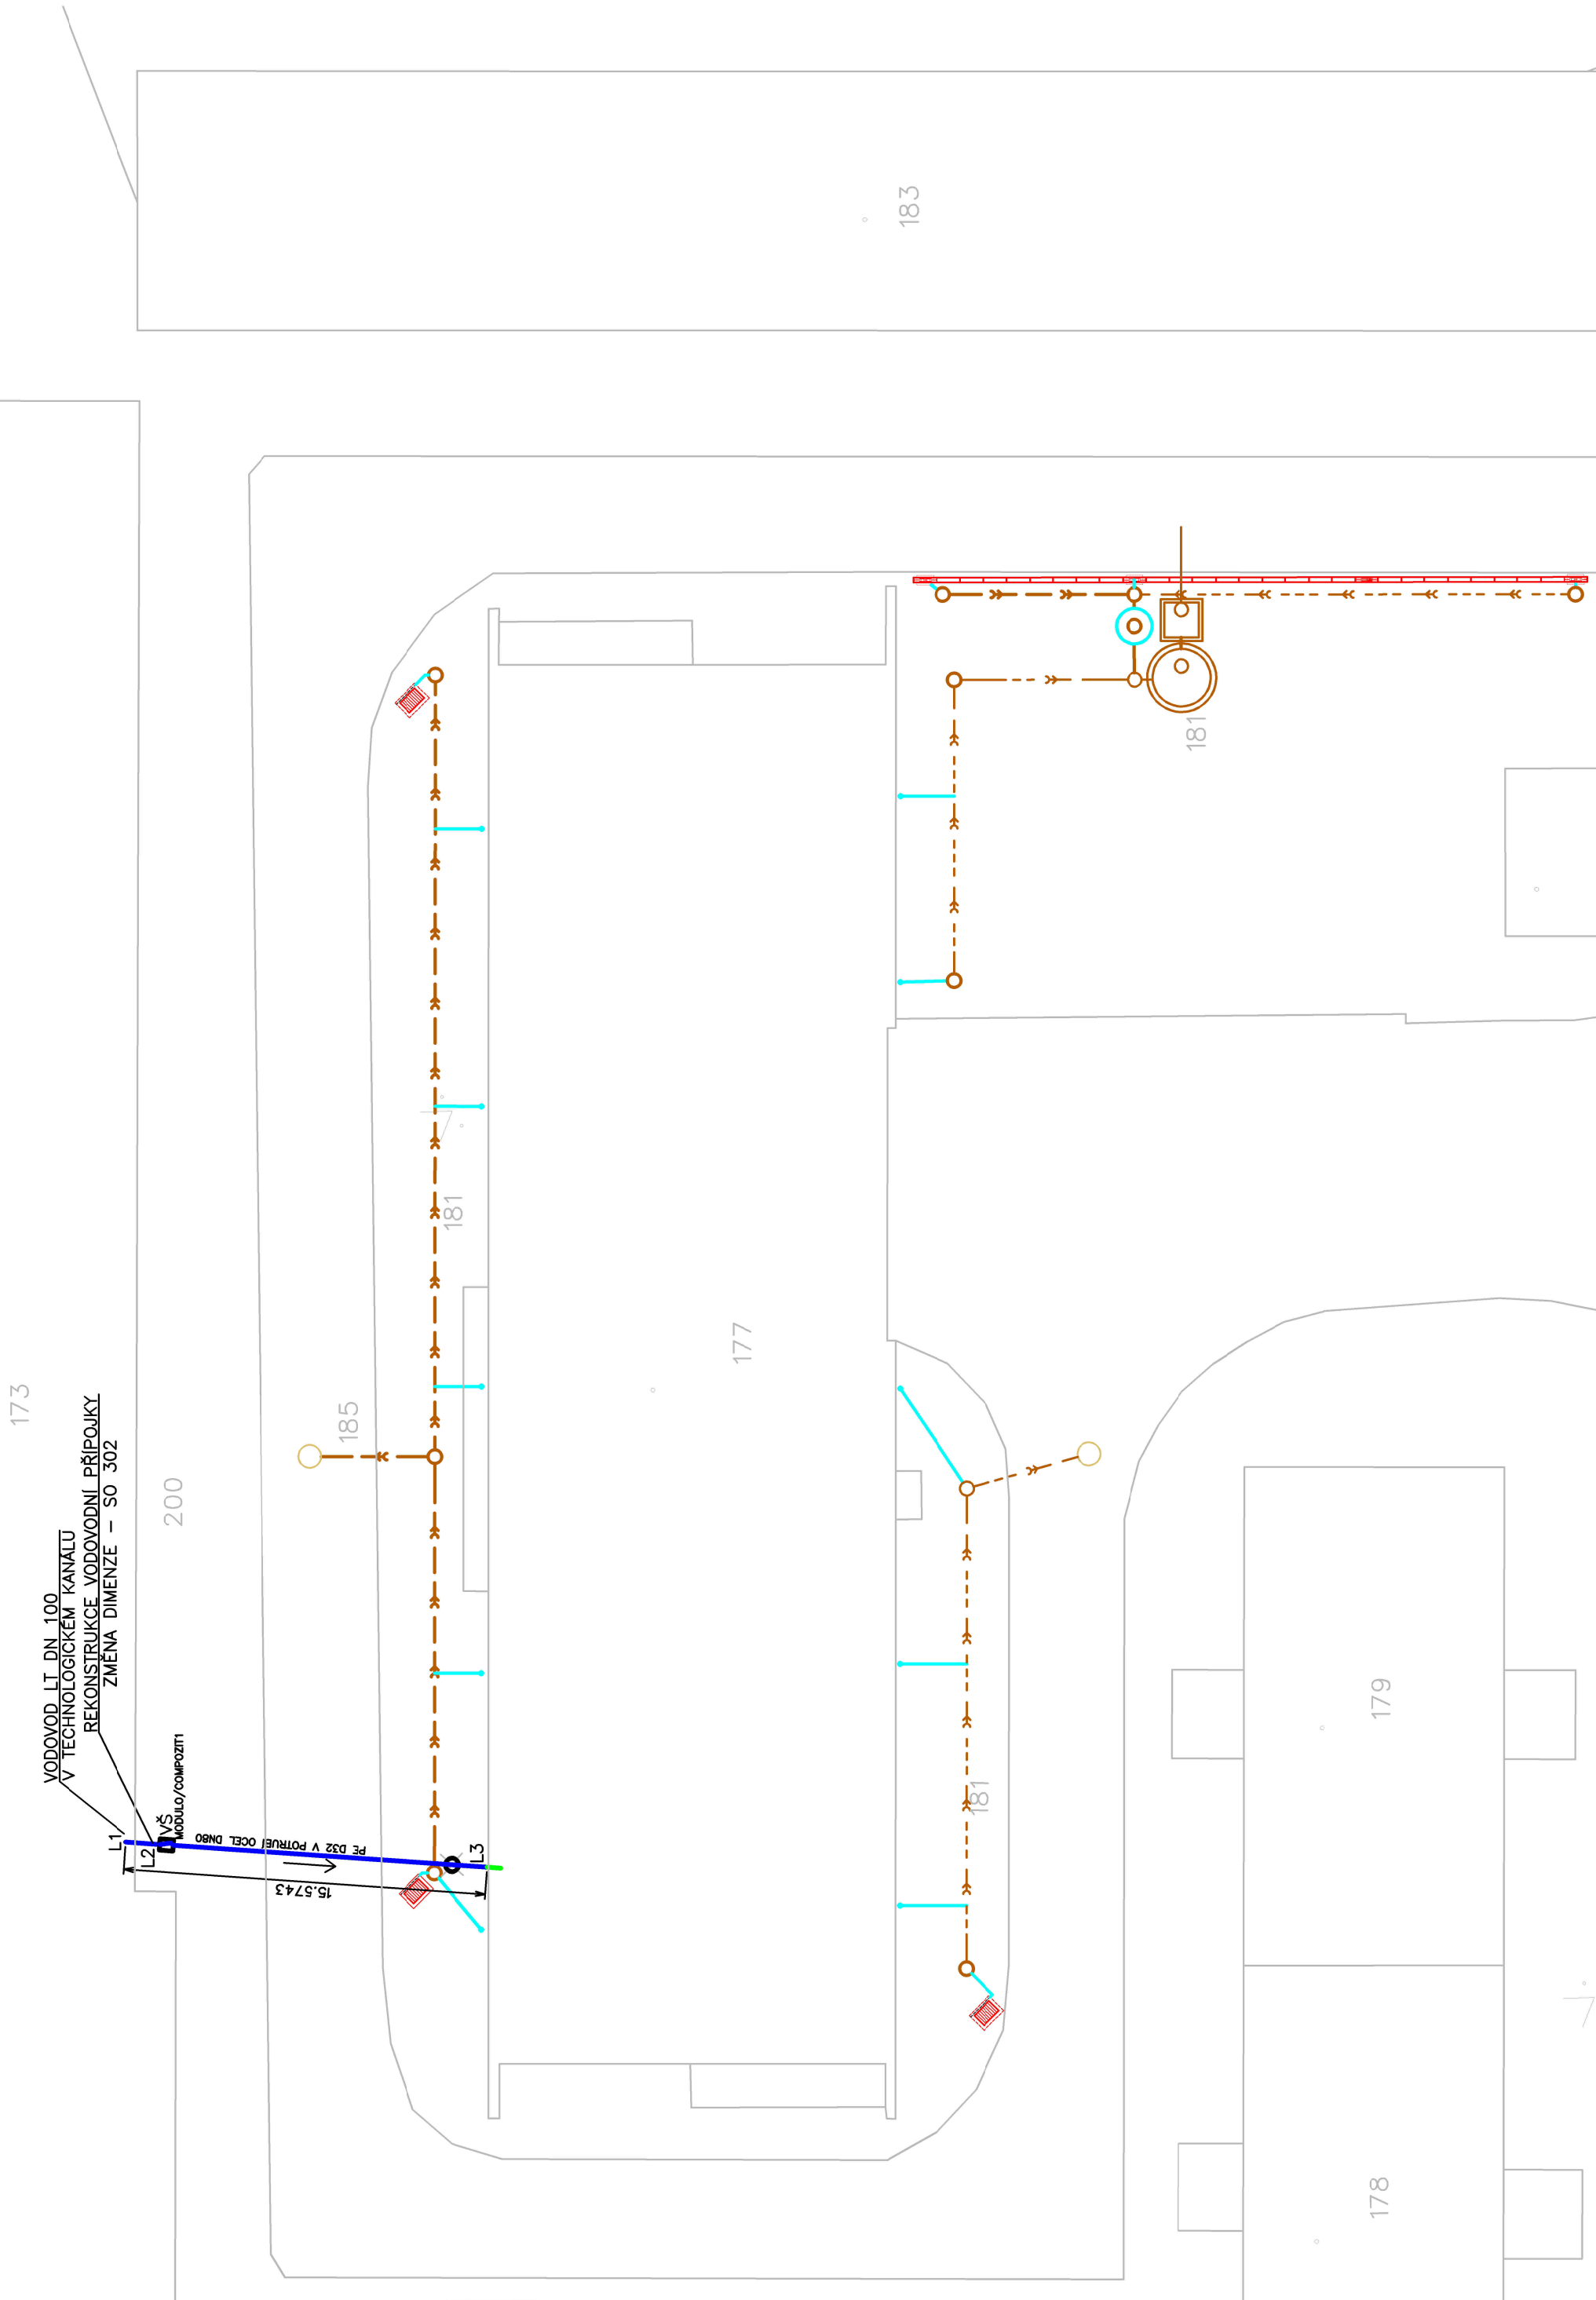 183
181
181
177
173
185
200
VODOVOD LT DN 100
V TECHNOLOGICKÉM KANÁLU
REKONSTRUKCE VODOVODNÍ PŘÍPOJKY
ZMĚNA DIMENZE – SO 302
179
181
L1
L2
VŠ
MODULO/COMPOZIT1
PE D32 V POTRUBÍ OCEL DN80
L3
15.5743
178